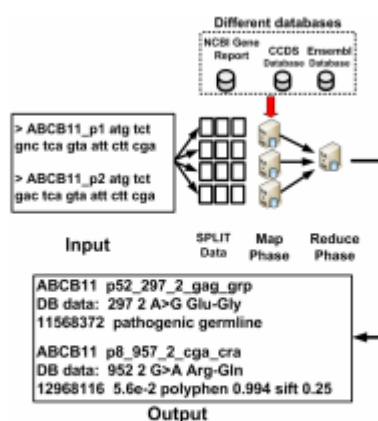 Different databases
NCBI Gene
Report
CCDS
Database
Ensembl
Database
> ABCB11_p1 atg tct
gnc tca gta att ctt cga
> ABCB11_p2 atg tct
gac tca gta att ctt cga
Input
SPLIT
Data
Map
Phase
Reduce
Phase
ABCB11 p52_297_2_gag_grp
DB data: 297 2 A>G Glu-Gly
11568372 pathogenic germline
ABCB11 p8_957_2_cga_cra
DB data: 952 2 G>A Arg-Gln
12968116 5.6e-2 polyphen 0.994 sift 0.25
Output